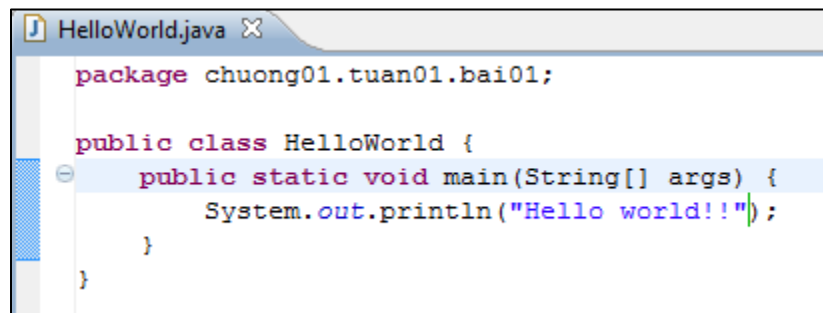 HelloWorld.java
package chuong01.tuan01.bai01;
public class HelloWorld {
public static void main(String[] args) {
System.out.println("Hello world!!");
}
}